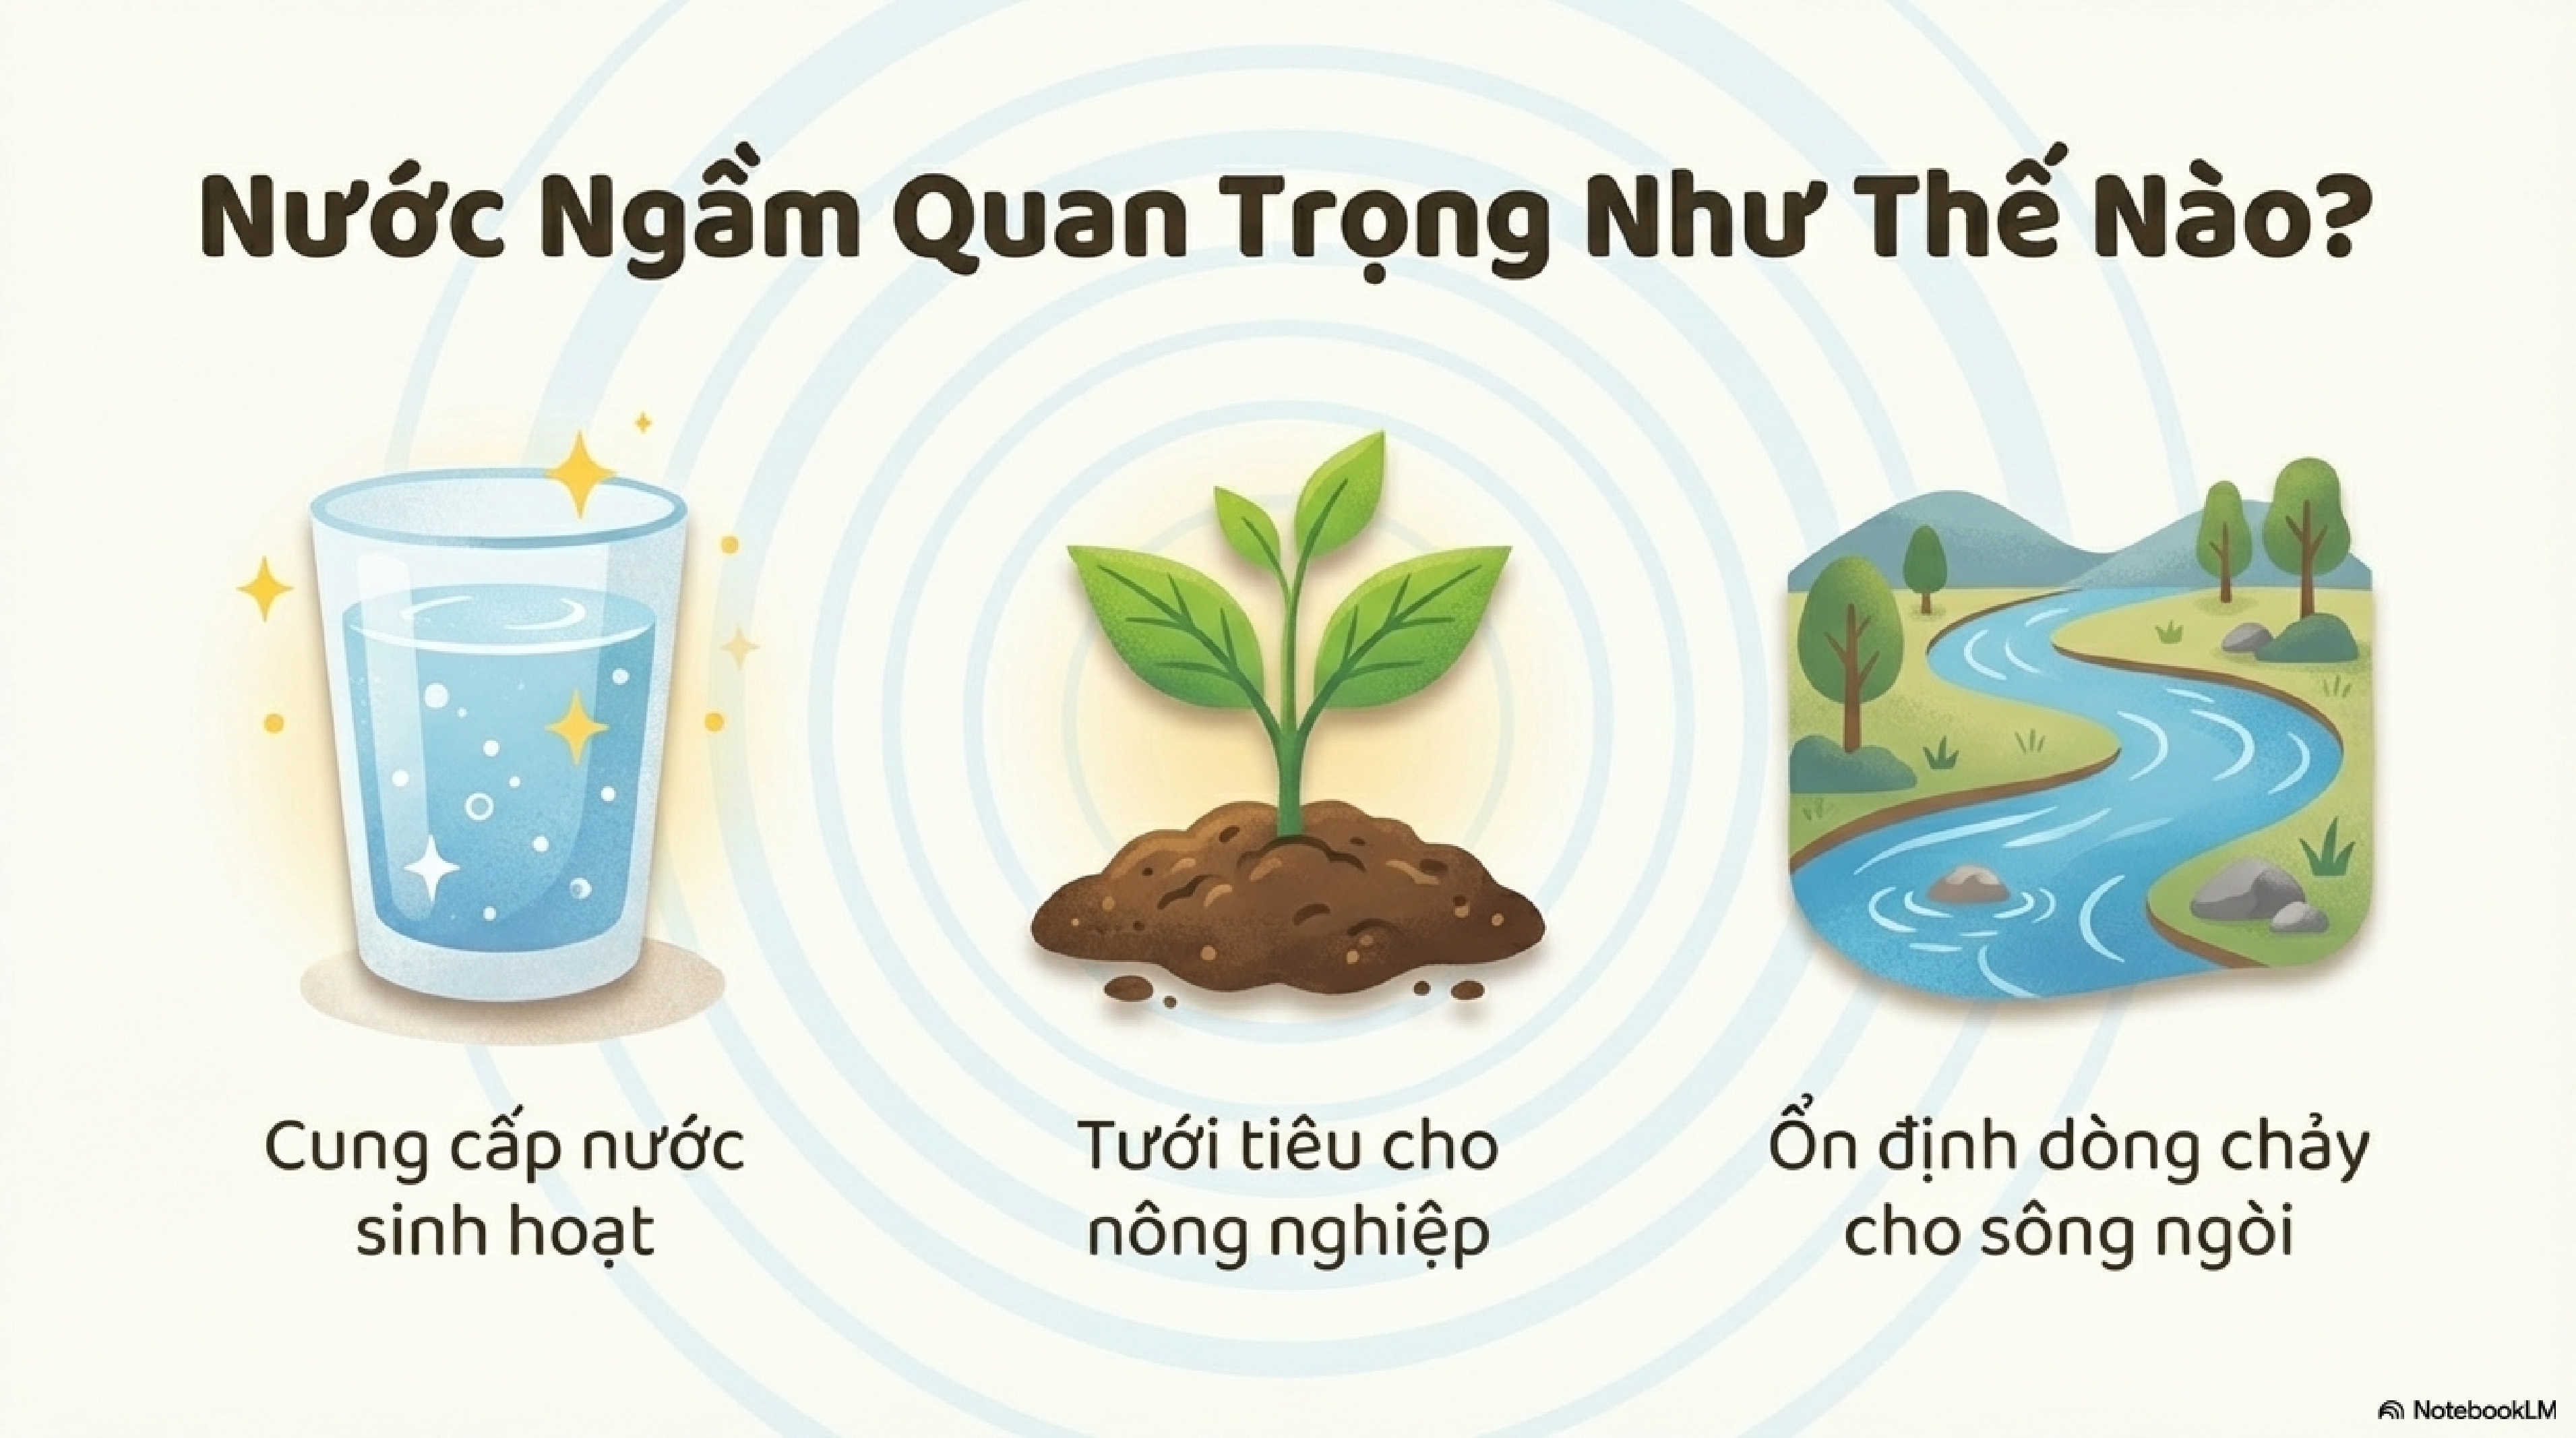 Nước Ngầm Quan Trọng Như Thế Nào?
Cung cấp nước
sinh hoạt
Tưới tiêu cho
nông nghiệp
Ổn định dòng chảy
cho sông ngòi
NotebookLM